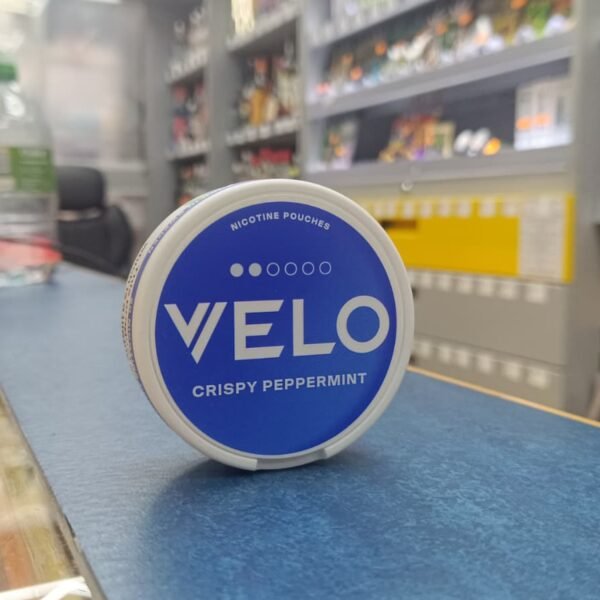 NICOTINE POUCHES
VELO
CRISPY PEPPERMINT